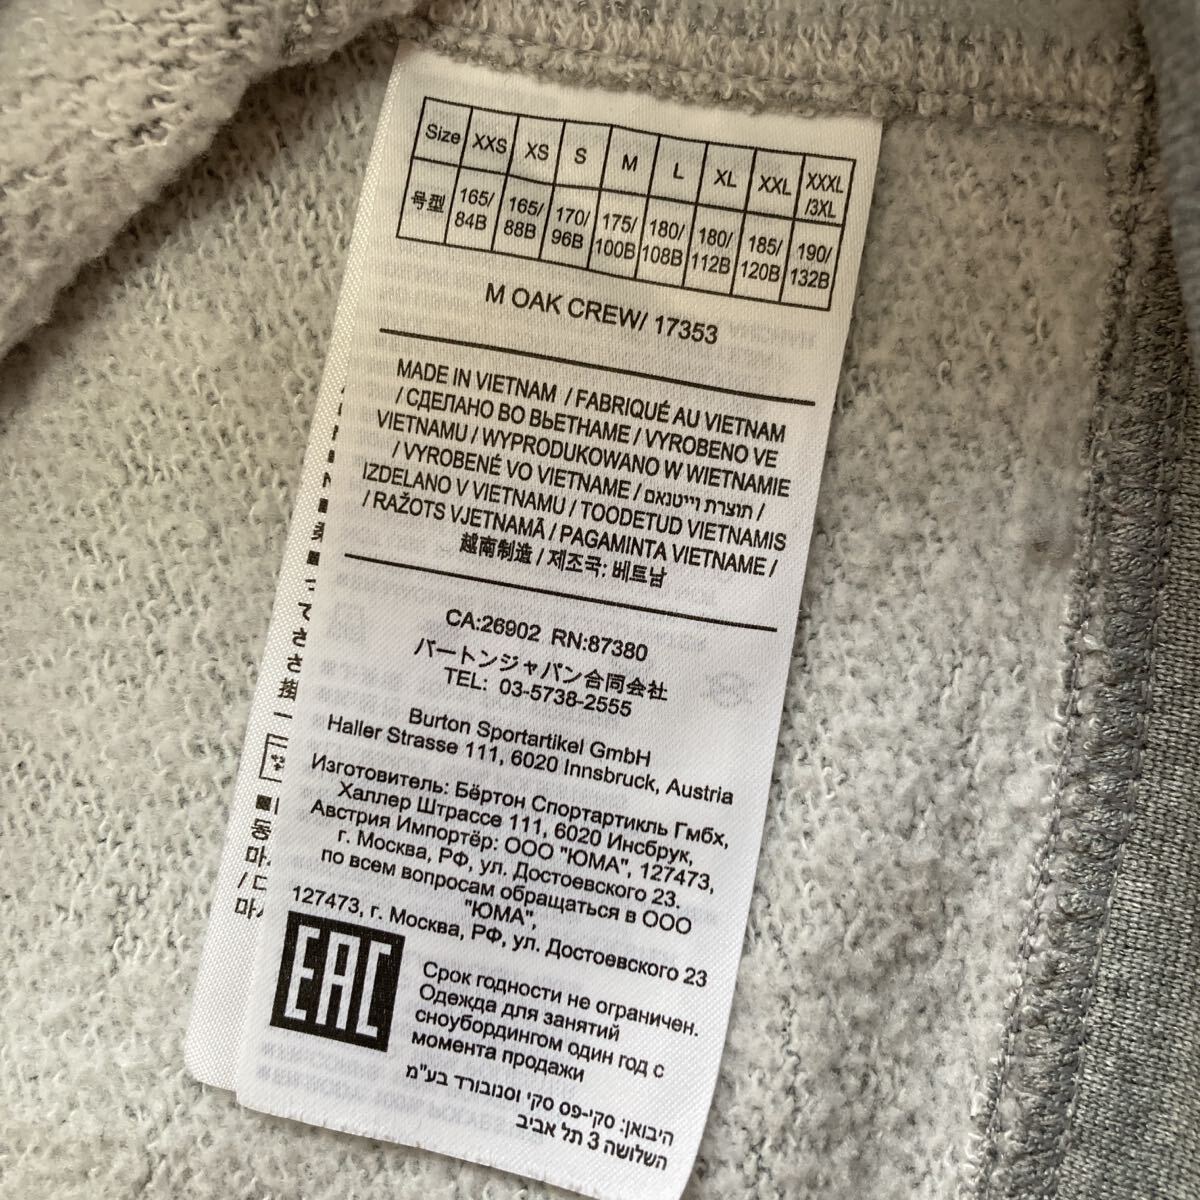 Size XXS XS S M L XL XXL XXXL/3XL
号型 165/84B 165/88B 170/96B 175/100B 180/108B 180/112B 185/120B 190/132B
M OAK CREW/ 17353
MADE IN VIETNAM / FABRIQUÉ AU VIETNAM
/ СДЕЛАНО ВО ВЬЕТНАМЕ / VYROBENO VE
VIETNAMU / WYPRODUKOWANO W WIETNAMIE
/ VYROBENÉ VO VIETNAME / תוצרת וייטנאם /
IZDELANO V VIETNAMU / TOODETUD VIETNAMIS
/ RAŽOTS VJETNAMĀ / PAGAMINTA VIETNAME /
越南制造 / 제조국: 베트남
CA:26902 RN:87380
バートンジャパン合同会社
TEL: 03-5738-2555
Burton Sportartikel GmbH
Haller Strasse 111, 6020 Innsbruck, Austria
Изготовитель: Бёртон Спортартикль Гмбх,
Халлер Штрассе 111, 6020 Инсбрук,
Австрия Импортёр: ООО "ЮМА", 127473,
г. Москва, РФ, ул. Достоевского 23.
по всем вопросам обращаться в ООО
"ЮМА",
127473, г. Москва, РФ, ул. Достоевского 23
EAC
Срок годности не ограничен.
Одежда для занятий
сноубордингом один год с
момента продажи
היבואן: סקי-פס סקי וסנובורד בע"מ
השלושה 3 תל אביב